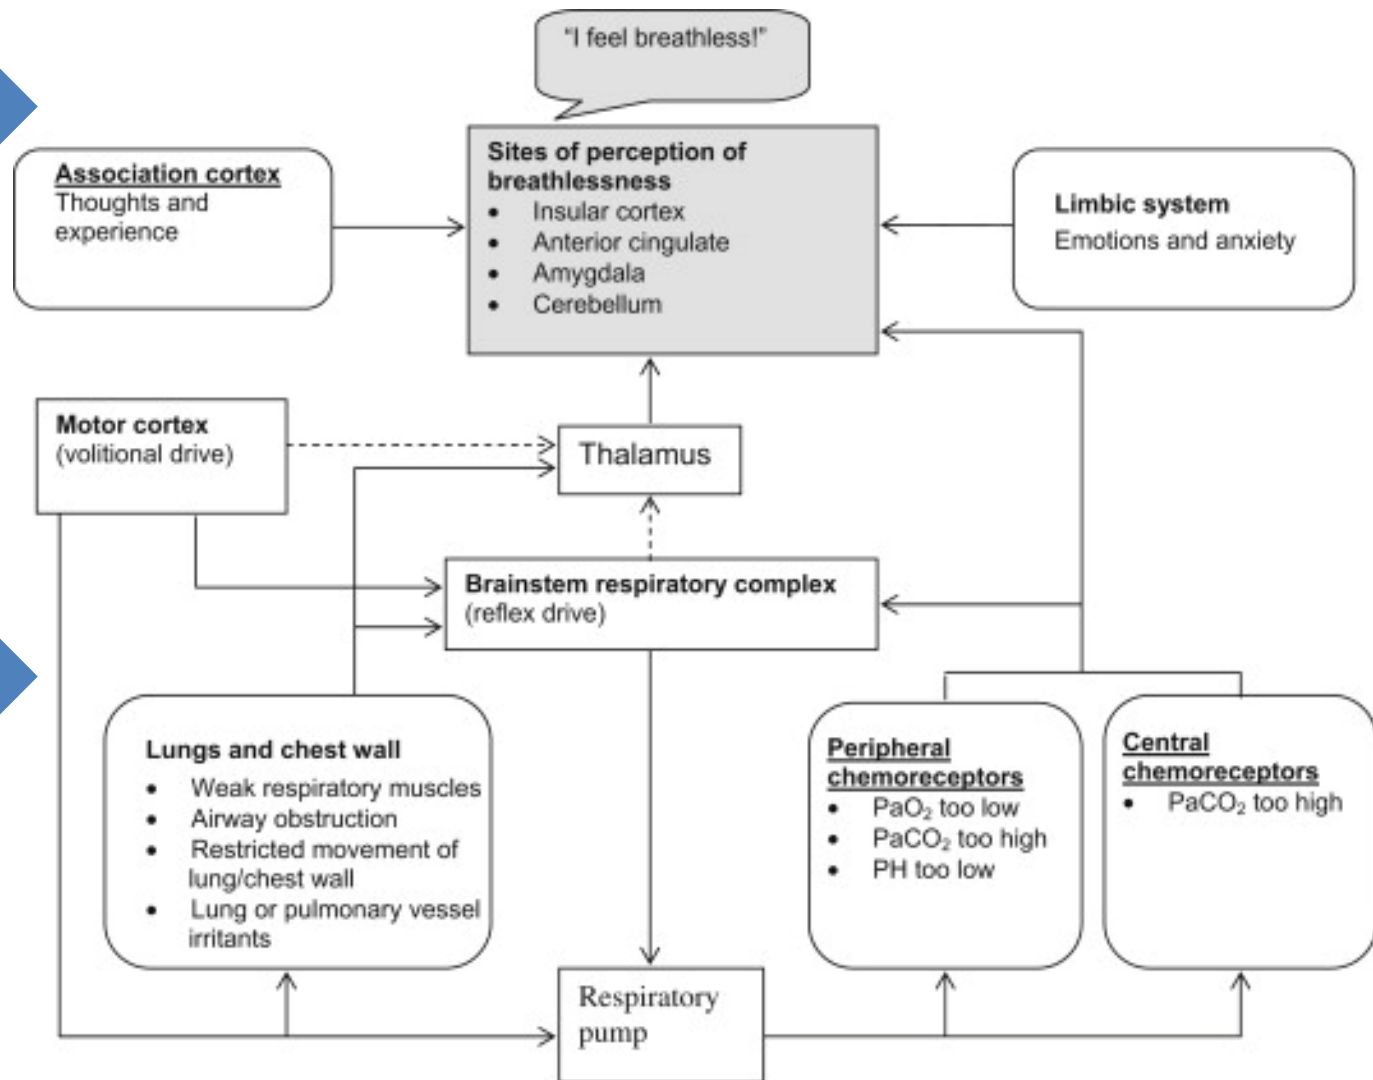 “I feel breathless!”
Sites of perception of
breathlessness
• Insular cortex
• Anterior cingulate
• Amygdala
• Cerebellum
Association cortex
Thoughts and
experience
Limbic system
Emotions and anxiety
Motor cortex
(volitional drive)
Thalamus
Brainstem respiratory complex
(reflex drive)
Lungs and chest wall
• Weak respiratory muscles
• Airway obstruction
• Restricted movement of
lung/chest wall
• Lung or pulmonary vessel
irritants
Peripheral
chemoreceptors
• PaO₂ too low
• PaCO₂ too high
• PH too low
Central
chemoreceptors
• PaCO₂ too high
Respiratory
pump